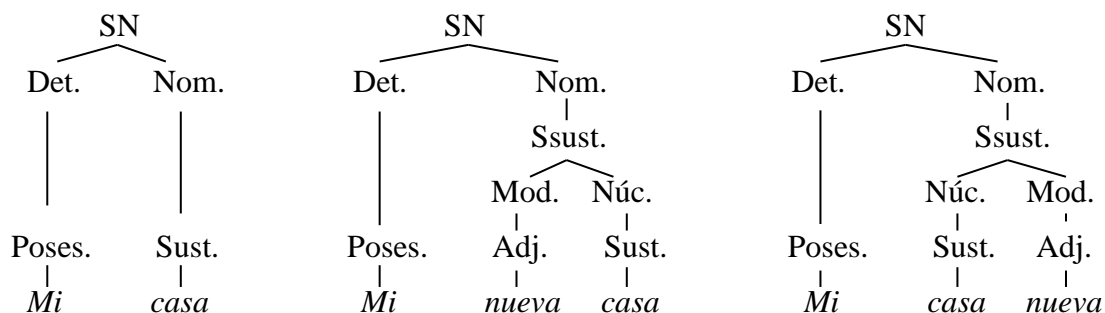 SN SN SN
Det. Nom. Det. Nom. Det. Nom.
Ssust. Ssust.
Mod. Núc. Núc. Mod.
Poses. Sust. Poses. Adj. Sust. Poses. Sust. Adj.
Mi casa Mi nueva casa Mi casa nueva